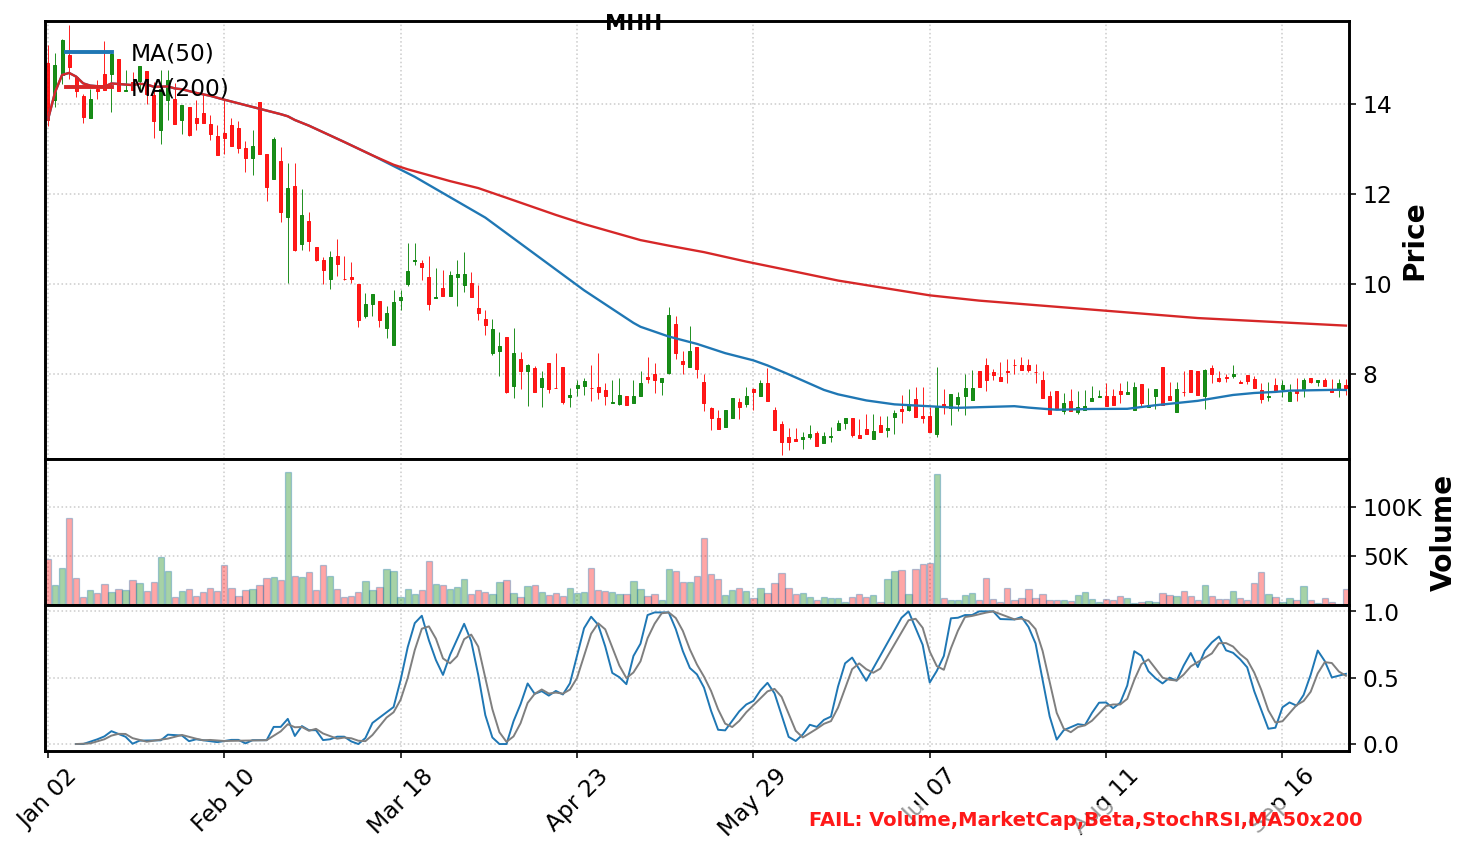 MHH
MA(50)
MA(200)
14
12
10
8
Price
100K
50K
Volume
1.0
0.5
0.0
Jan 02
Feb 10
Mar 18
Apr 23
May 29
Jul 07
Aug 11
Sep 16
FAIL: Volume,MarketCap,Beta,StochRSI,MA50x200